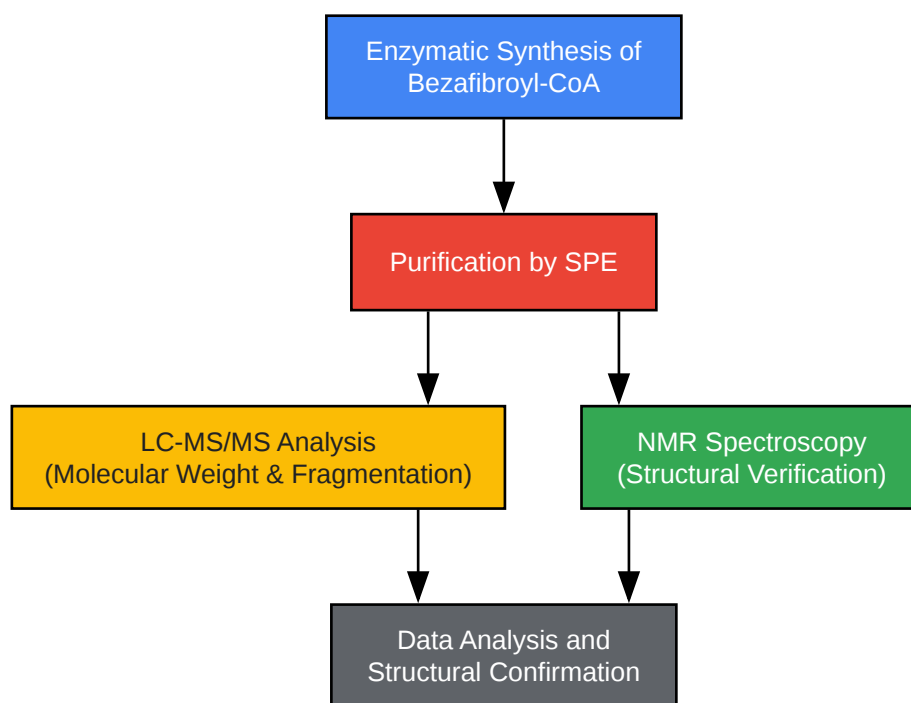 Enzymatic Synthesis of
Bezafibroyl-CoA
Purification by SPE
LC-MS/MS Analysis
(Molecular Weight & Fragmentation)
NMR Spectroscopy
(Structural Verification)
Data Analysis and
Structural Confirmation